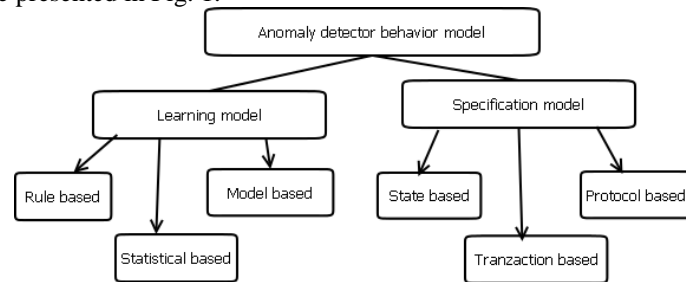 presented in Fig. 1.
Anomaly detector behavior model
Learning model
Specification model
Rule based
Model based
State based
Protocol based
Statistical based
Tranzaction based